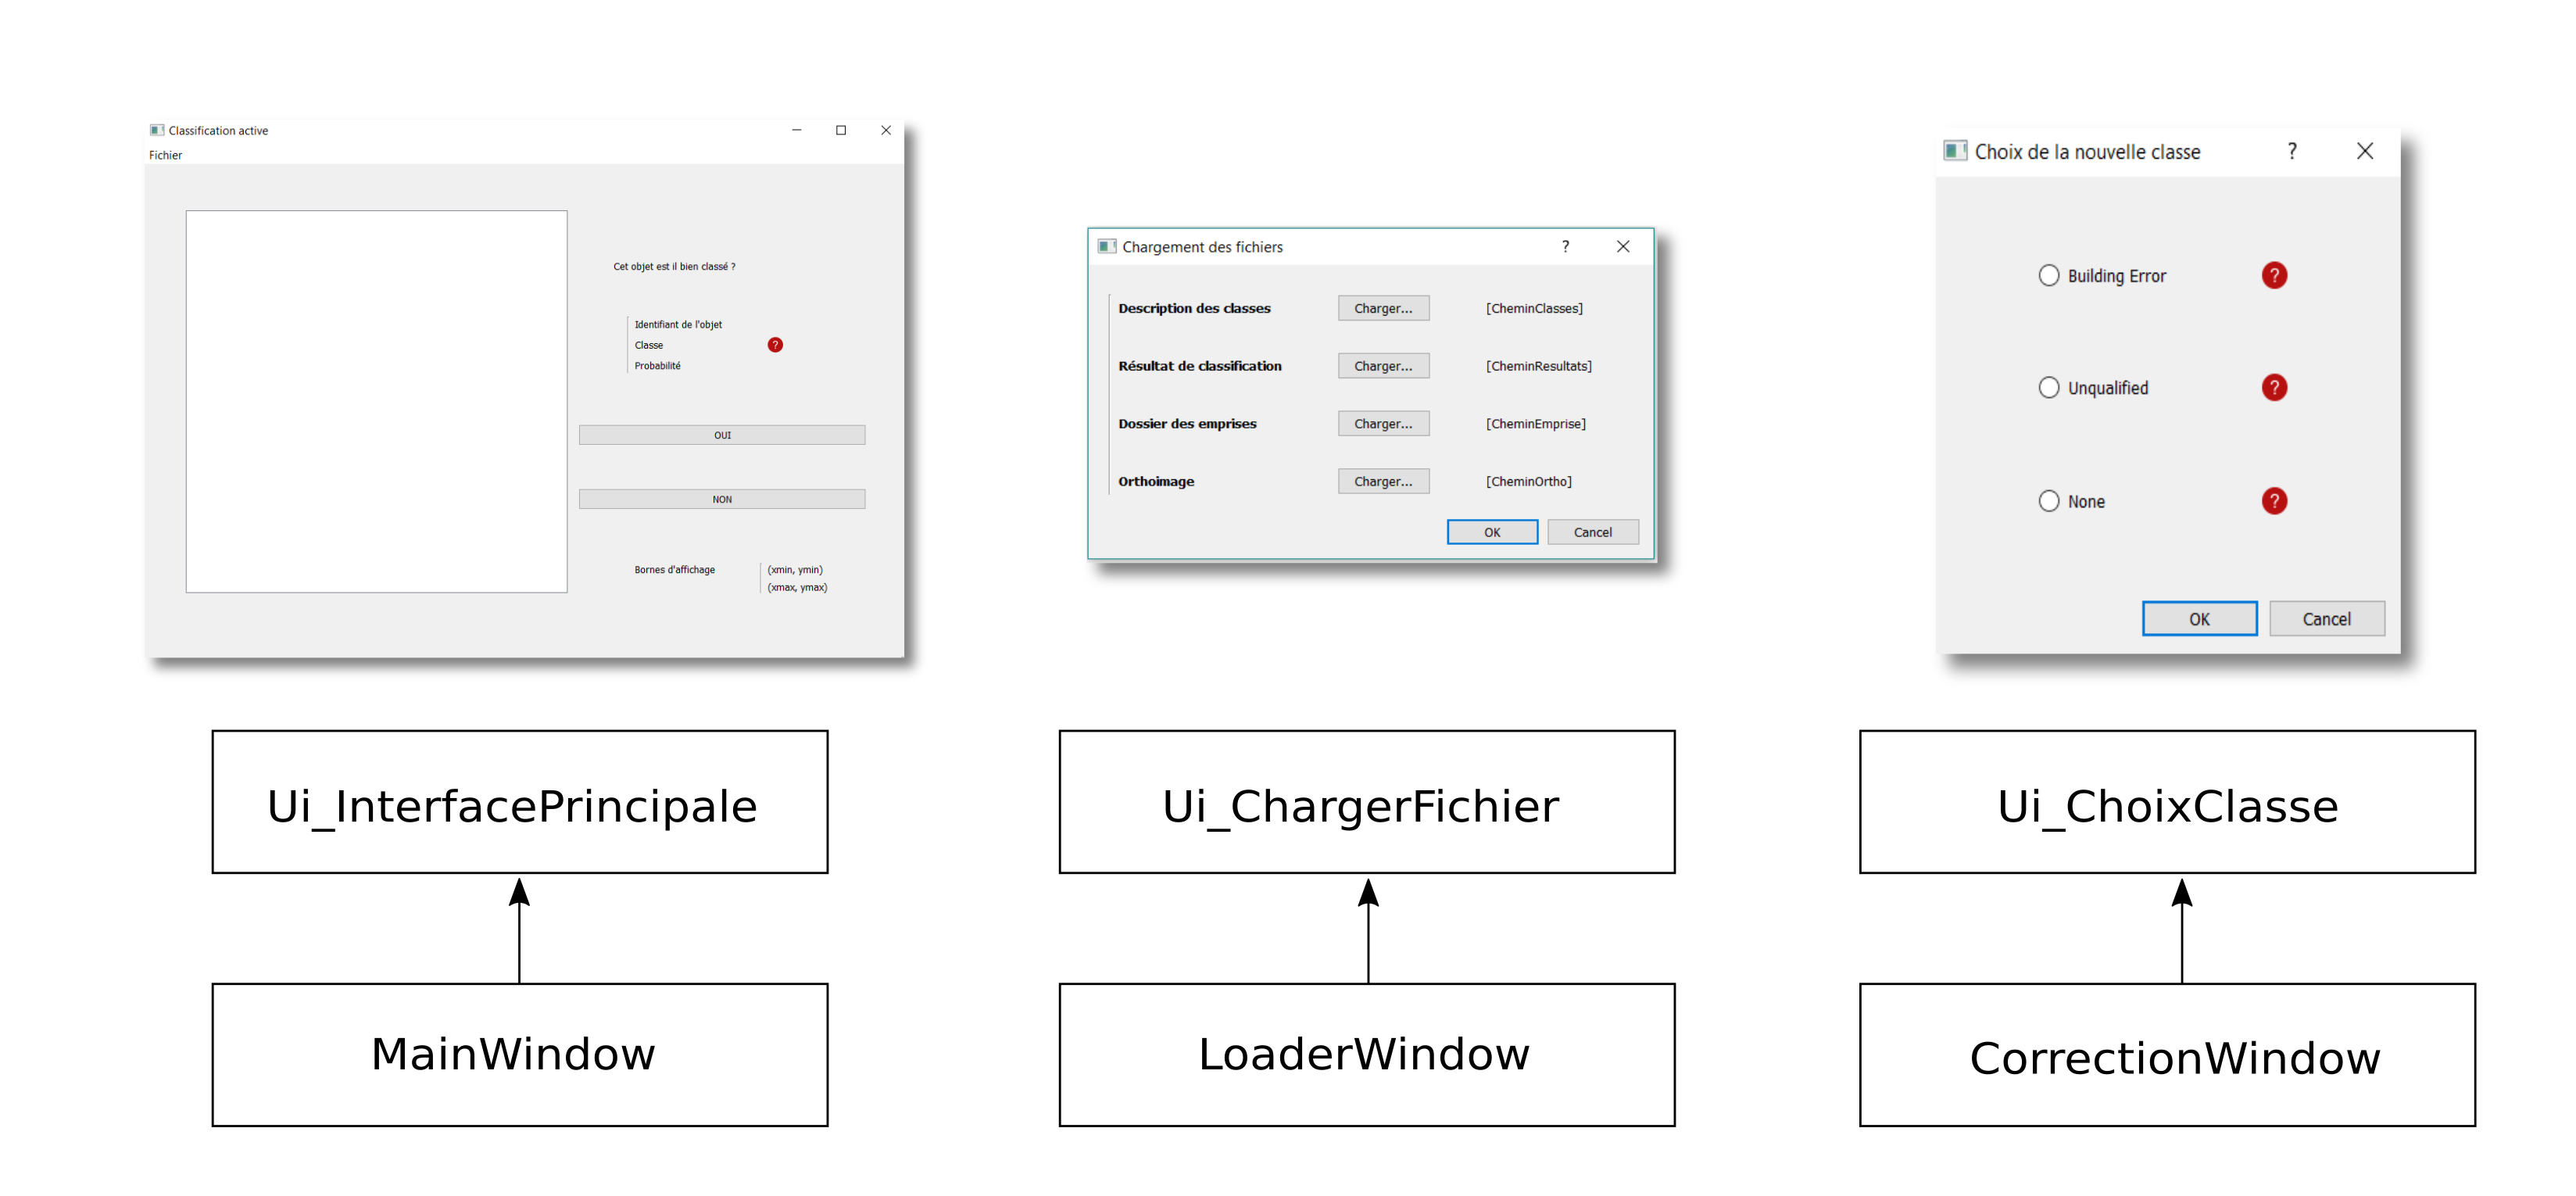 Classification active
Fichier
Cet objet est il bien classé ?
Identifiant de l'objet
Classe ?
Probabilité
OUI
NON
Bornes d'affichage (xmin, ymin)
(xmax, ymax)
Chargement des fichiers ?
Description des classes Charger... [CheminClasses]
Résultat de classification Charger... [CheminResultats]
Dossier des emprises Charger... [CheminEmprise]
Orthoimage Charger... [CheminOrtho]
OK Cancel
Choix de la nouvelle classe ?
Building Error ?
Unqualified ?
None ?
OK Cancel
Ui_InterfacePrincipale
Ui_ChargerFichier
Ui_ChoixClasse
MainWindow
LoaderWindow
CorrectionWindow